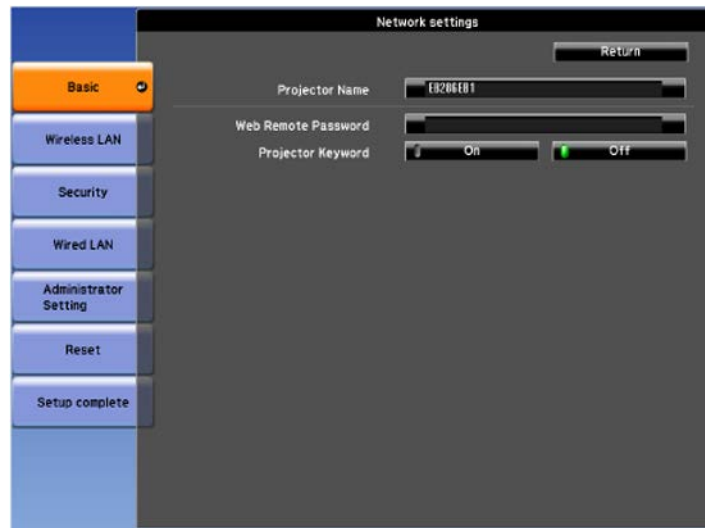 Network settings
Return
Basic
Projector Name
EB2B6EB1
Wireless LAN
Web Remote Password
Projector Keyword
On
Off
Security
Wired LAN
Administrator
Setting
Reset
Setup complete